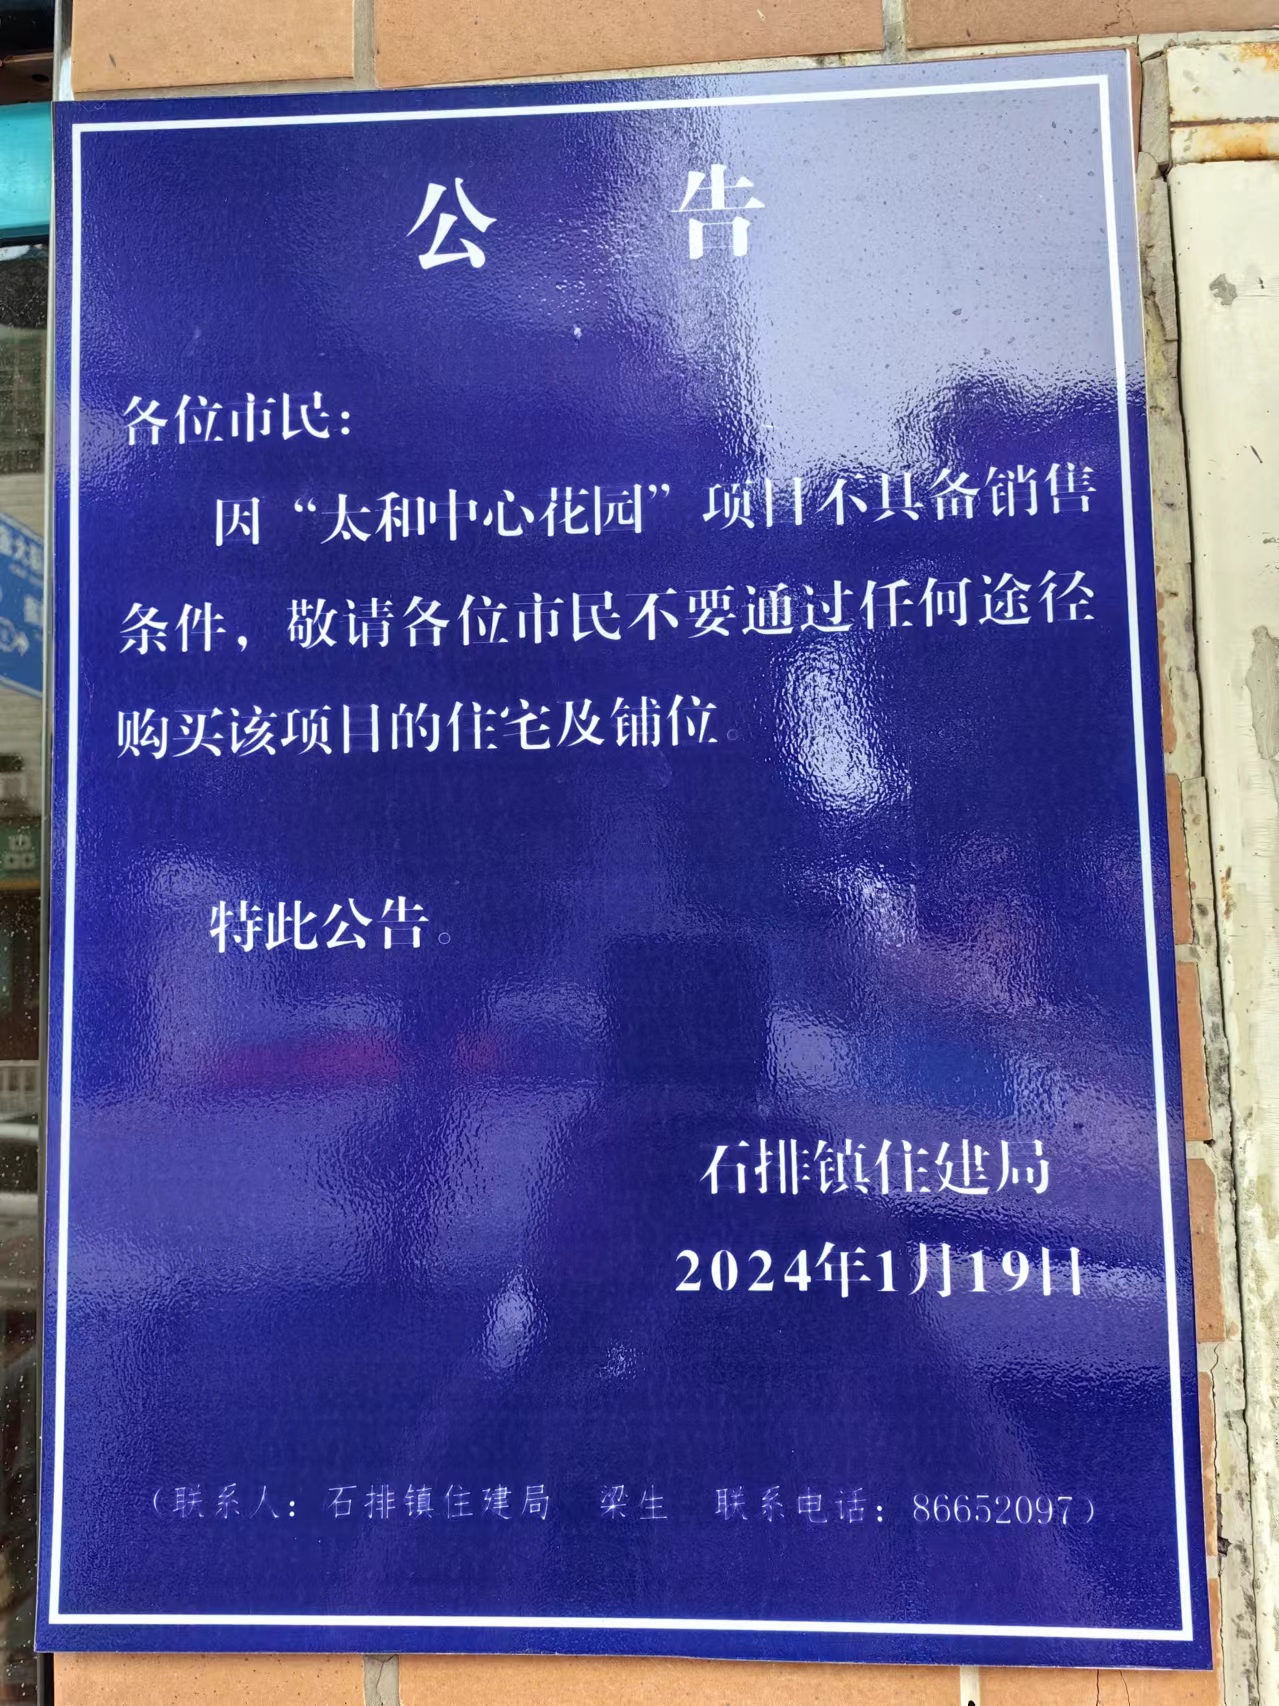 公 告
各位市民：
因“太和中心花园”项目不具备销售
条件，敬请各位市民不要通过任何途径
购买该项目的住宅及铺位。
特此公告。
石排镇住建局
2024年1月19日
（联系人：石排镇住建局 梁生 联系电话：86652097）